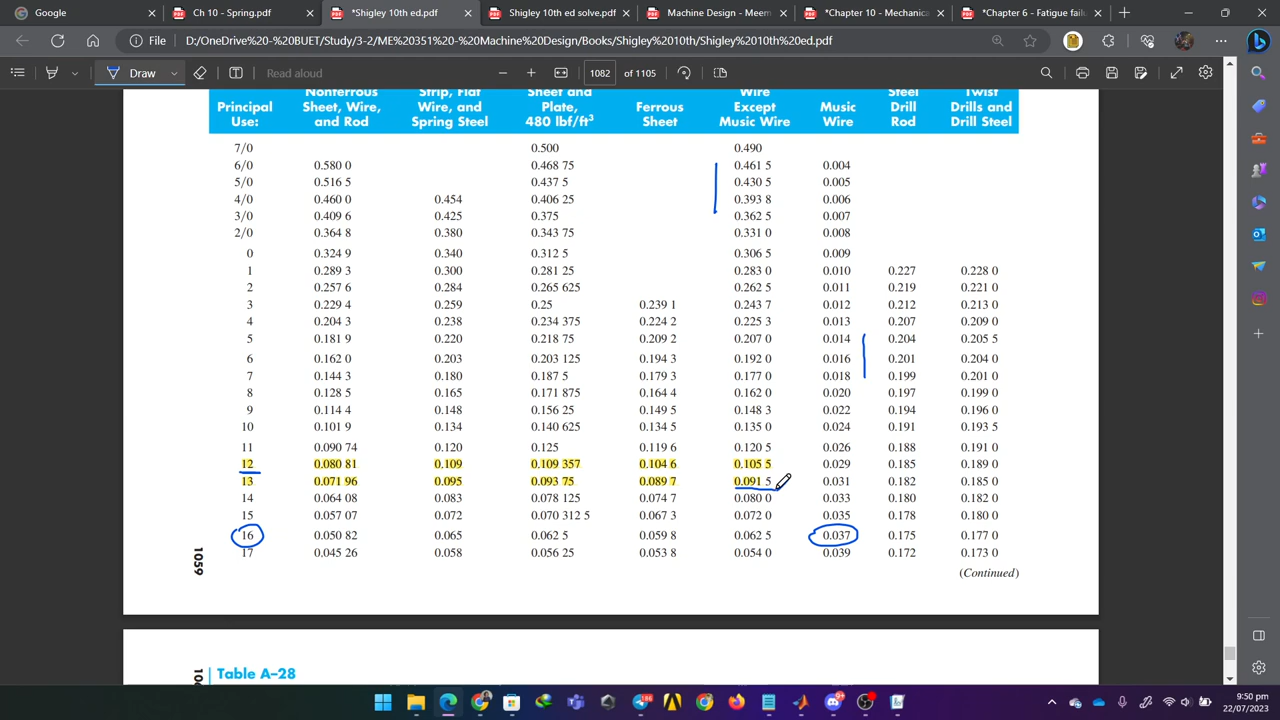 Google
Ch 10 - Spring.pdf
*Shigley 10th ed.pdf
Shigley 10th ed solve.pdf
Machine Design - Meem
*Chapter 10- Mechanica
*Chapter 6 - Fatigue failu
File D:/OneDrive%20-%20BUET/Study/3-2/ME%20351%20-%20Machine%20Design/Books/Shigley%2010th/Shigley%2010th%20ed.pdf
Draw Read aloud 1082 of 1105
Nonferrous Strip, Flat Sheet and Wire Steel Twist
Principal Sheet, Wire, Wire, and Plate, Ferrous Except Music Drill Drills and
Use: and Rod Spring Steel 480 lbf/ft³ Sheet Music Wire Wire Rod Drill Steel
7/0 0.500 0.490
6/0 0.580 0 0.468 75 0.461 5 0.004
5/0 0.516 5 0.437 5 0.430 5 0.005
4/0 0.460 0 0.454 0.406 25 0.393 8 0.006
3/0 0.409 6 0.425 0.375 0.362 5 0.007
2/0 0.364 8 0.380 0.343 75 0.331 0 0.008
0 0.324 9 0.340 0.312 5 0.306 5 0.009
1 0.289 3 0.300 0.281 25 0.283 0 0.010 0.227 0.228 0
2 0.257 6 0.284 0.265 625 0.262 5 0.011 0.219 0.221 0
3 0.229 4 0.259 0.25 0.239 1 0.243 7 0.012 0.212 0.213 0
4 0.204 3 0.238 0.234 375 0.224 2 0.225 3 0.013 0.207 0.209 0
5 0.181 9 0.220 0.218 75 0.209 2 0.207 0 0.014 0.204 0.205 5
6 0.162 0 0.203 0.203 125 0.194 3 0.192 0 0.016 0.201 0.204 0
7 0.144 3 0.180 0.187 5 0.179 3 0.177 0 0.018 0.199 0.201 0
8 0.128 5 0.165 0.171 875 0.164 4 0.162 0 0.020 0.197 0.199 0
9 0.114 4 0.148 0.156 25 0.149 5 0.148 3 0.022 0.194 0.196 0
10 0.101 9 0.134 0.140 625 0.134 5 0.135 0 0.024 0.191 0.193 5
11 0.090 74 0.120 0.125 0.119 6 0.120 5 0.026 0.188 0.191 0
12 0.080 81 0.109 0.109 357 0.104 6 0.105 5 0.029 0.185 0.189 0
13 0.071 96 0.095 0.093 75 0.089 7 0.091 5 0.031 0.182 0.185 0
14 0.064 08 0.083 0.078 125 0.074 7 0.080 0 0.033 0.180 0.182 0
15 0.057 07 0.072 0.070 312 5 0.067 3 0.072 0 0.035 0.178 0.180 0
16 0.050 82 0.065 0.062 5 0.059 8 0.062 5 0.037 0.175 0.177 0
17 0.045 26 0.058 0.056 25 0.053 8 0.054 0 0.039 0.172 0.173 0
1059
(Continued)
Table A–28
9:50 pm
22/07/2023